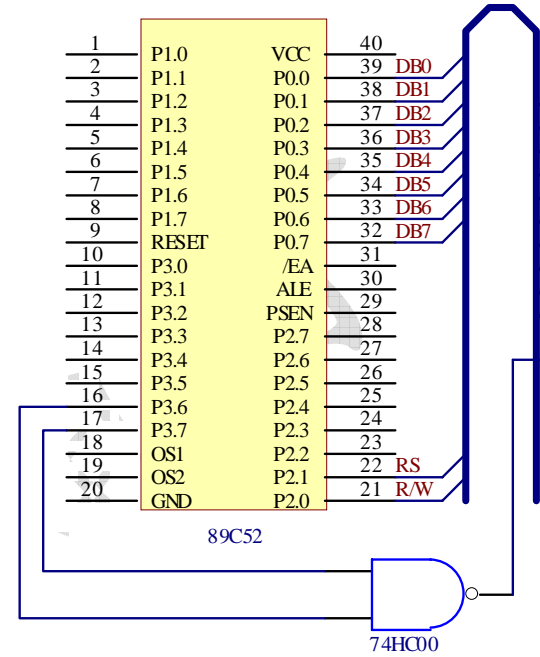 1 P1.0 VCC 40
2 P1.1 P0.0 39 DB0
3 P1.2 P0.1 38 DB1
4 P1.3 P0.2 37 DB2
5 P1.4 P0.3 36 DB3
6 P1.5 P0.4 35 DB4
7 P1.6 P0.5 34 DB5
8 P1.7 P0.6 33 DB6
9 RESET P0.7 32 DB7
10 P3.0 /EA 31
11 P3.1 ALE 30
12 P3.2 PSEN 29
13 P3.3 P2.7 28
14 P3.4 P2.6 27
15 P3.5 P2.5 26
16 P3.6 P2.4 25
17 P3.7 P2.3 24
18 OS1 P2.2 23
19 OS2 P2.1 22 RS
20 GND P2.0 21 R/W
89C52
74HC00